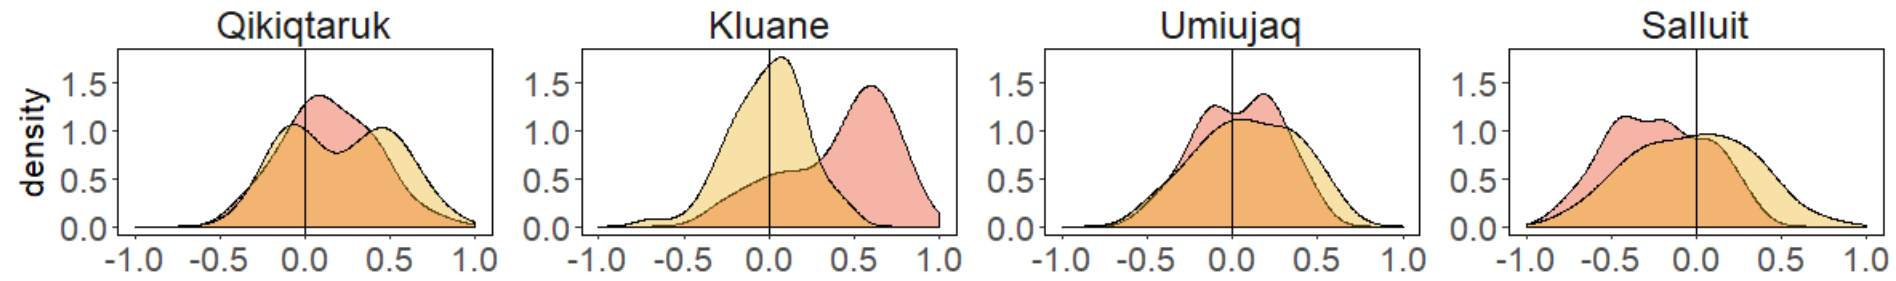 Qikiqtaruk Kluane Umiujaq Salluit
density
1.5 1.5 1.5 1.5
1.0 1.0 1.0 1.0
0.5 0.5 0.5 0.5
0.0 0.0 0.0 0.0
-1.0 -0.5 0.0 0.5 1.0 -1.0 -0.5 0.0 0.5 1.0 -1.0 -0.5 0.0 0.5 1.0 -1.0 -0.5 0.0 0.5 1.0